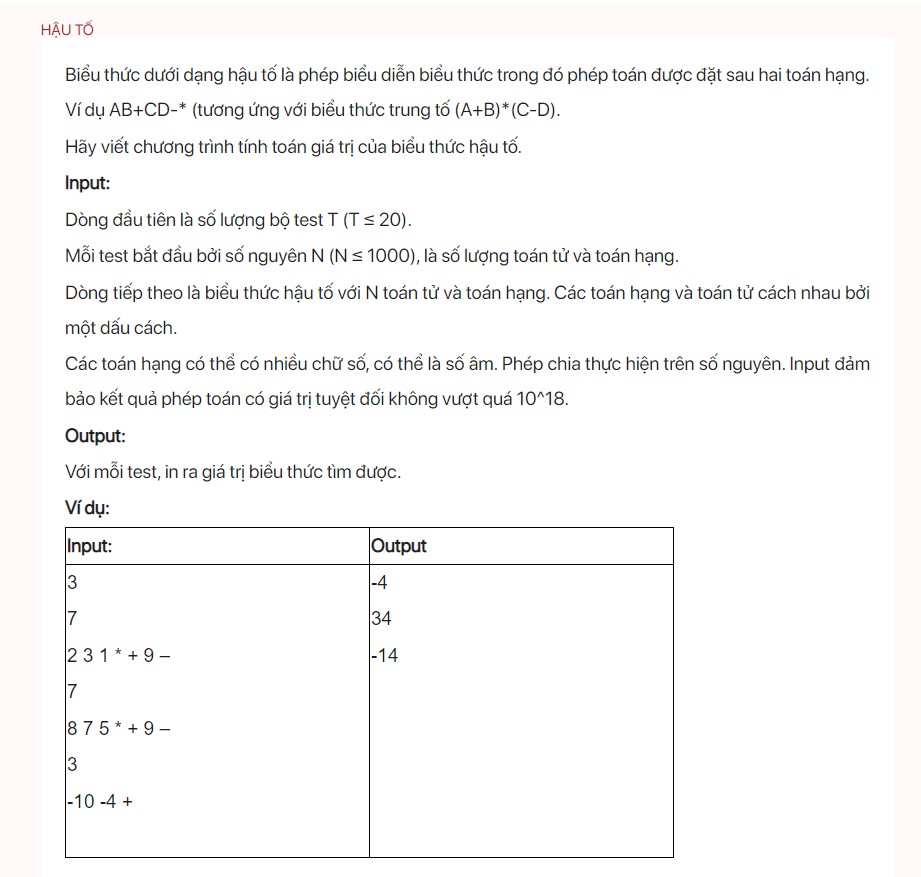 HẬU TỐ
Biểu thức dưới dạng hậu tố là phép biểu diễn biểu thức trong đó phép toán được đặt sau hai toán hạng.
Ví dụ AB+CD-* (tương ứng với biểu thức trung tố (A+B)*(C-D).
Hãy viết chương trình tính toán giá trị của biểu thức hậu tố.
Input:
Dòng đầu tiên là số lượng bộ test T (T ≤ 20).
Mỗi test bắt đầu bởi số nguyên N (N ≤ 1000), là số lượng toán tử và toán hạng.
Dòng tiếp theo là biểu thức hậu tố với N toán tử và toán hạng. Các toán hạng và toán tử cách nhau bởi
một dấu cách.
Các toán hạng có thể có nhiều chữ số, có thể là số âm. Phép chia thực hiện trên số nguyên. Input đảm
bảo kết quả phép toán có giá trị tuyệt đối không vượt quá 10^18.
Output:
Với mỗi test, in ra giá trị biểu thức tìm được.
Ví dụ:
Input:
3
7
2 3 1 * + 9 –
7
8 7 5 * + 9 –
3
-10 -4 +
Output
-4
34
-14